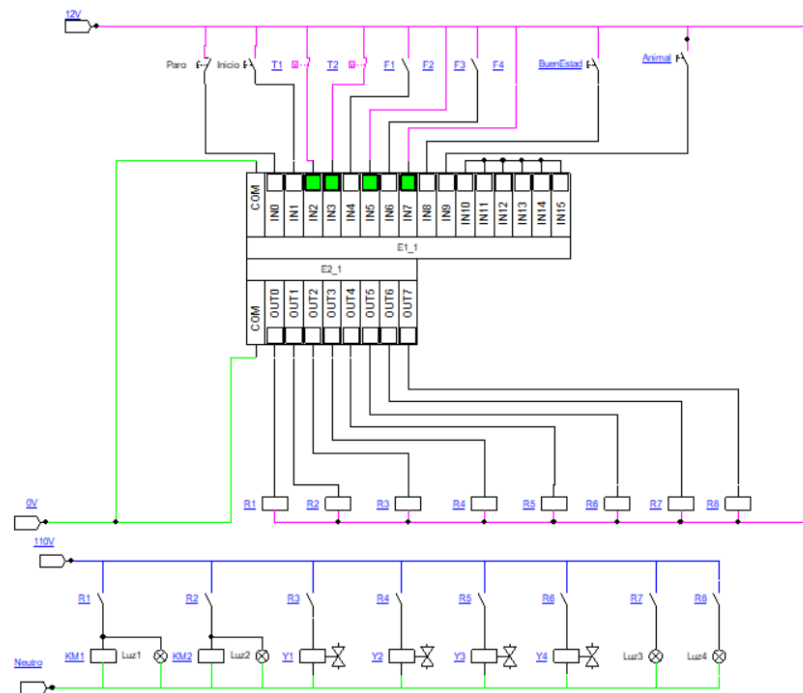 12V
Paro Inicio T1 T2 F1 F2 F3 F4 BuenEstad Animal
COM IN0 IN1 IN2 IN3 IN4 IN5 IN6 IN7 IN8 IN9 IN10 IN11 IN12 IN13 IN14 IN15
E1_1
E2_1
COM OUT0 OUT1 OUT2 OUT3 OUT4 OUT5 OUT6 OUT7
0V
R1 R2 R3 R4 R5 R6 R7 R8
110V
R1 R2 R3 R4 R5 R6 R7 R8
KM1 Luz1 KM2 Luz2 Y1 Y2 Y3 Y4 Luz3 Luz4
Neutro